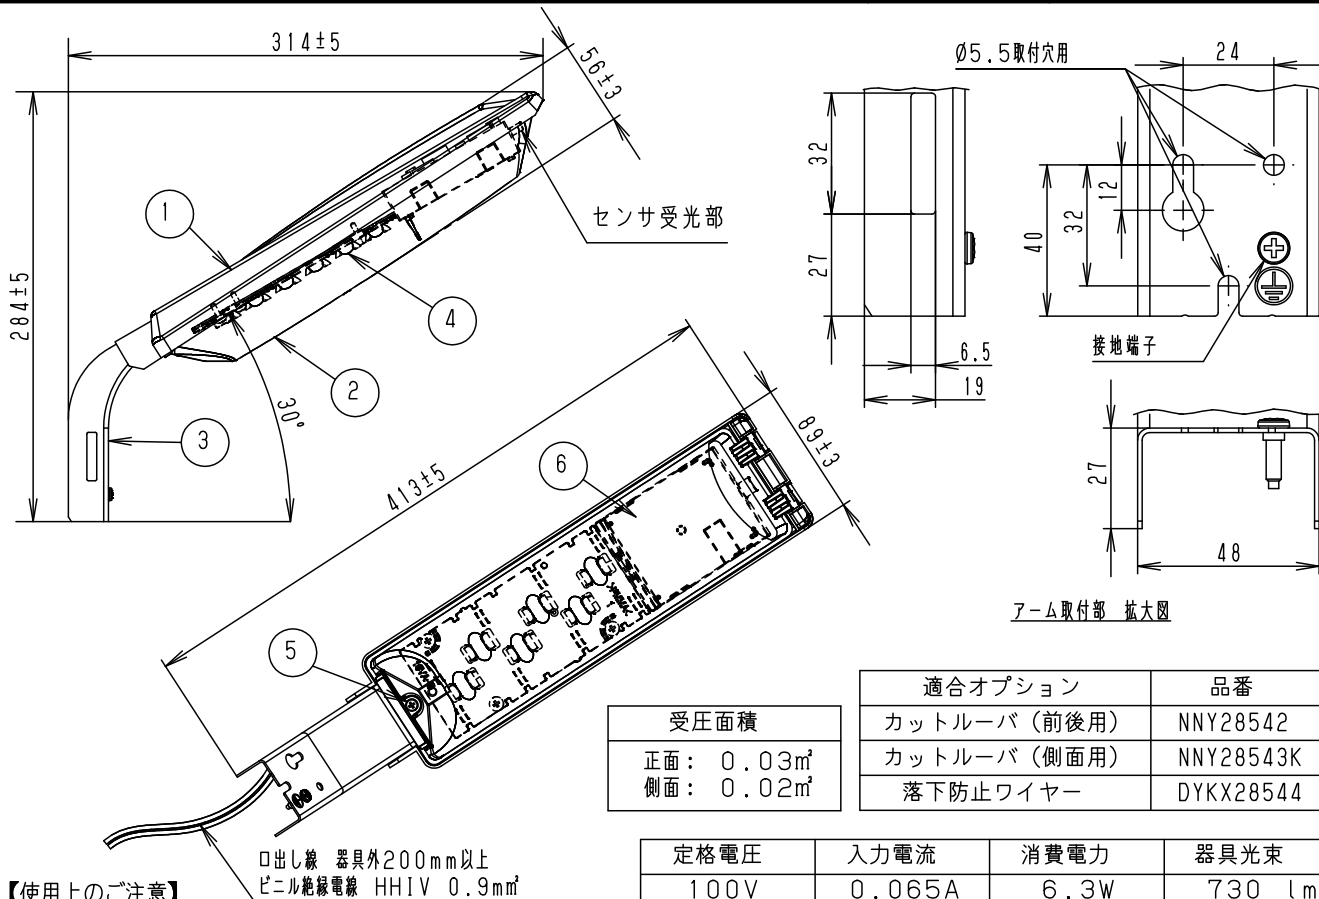 314±5
56±3
Ø5.5取付穴用
24
284±5
1
センサ受光部
32
27
6.5
19
40
32
12
接地端子
4
2
3
30°
27
48
アーム取付部 拡大図
413±5
89±3
6
5
受圧面積
正面: 0.03㎡
側面: 0.02㎡
適合オプション 品番
カットルーバ (前後用) NNY28542
カットルーバ (側面用) NNY28543K
落下防止ワイヤー DYKX28544
口出し線 器具外200mm以上
ビニル絶縁電線 HHIV 0.9m㎡
定格電圧 入力電流 消費電力 器具光束
100V 0.065A 6.3W 730 lm
【使用上のご注意】